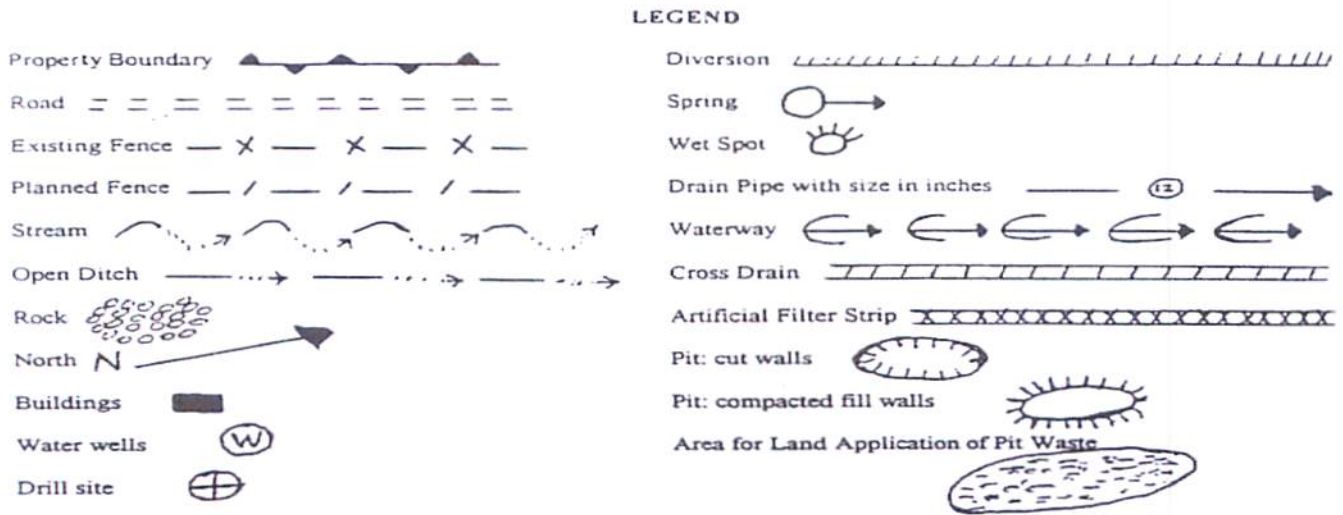 LEGEND
Property Boundary
Road
Existing Fence
Planned Fence
Stream
Open Ditch
Rock
North N
Buildings
Water wells W
Drill site
Diversion
Spring
Wet Spot
Drain Pipe with size in inches 12
Waterway
Cross Drain
Artificial Filter Strip
Pit: cut walls
Pit: compacted fill walls
Area for Land Application of Pit Waste